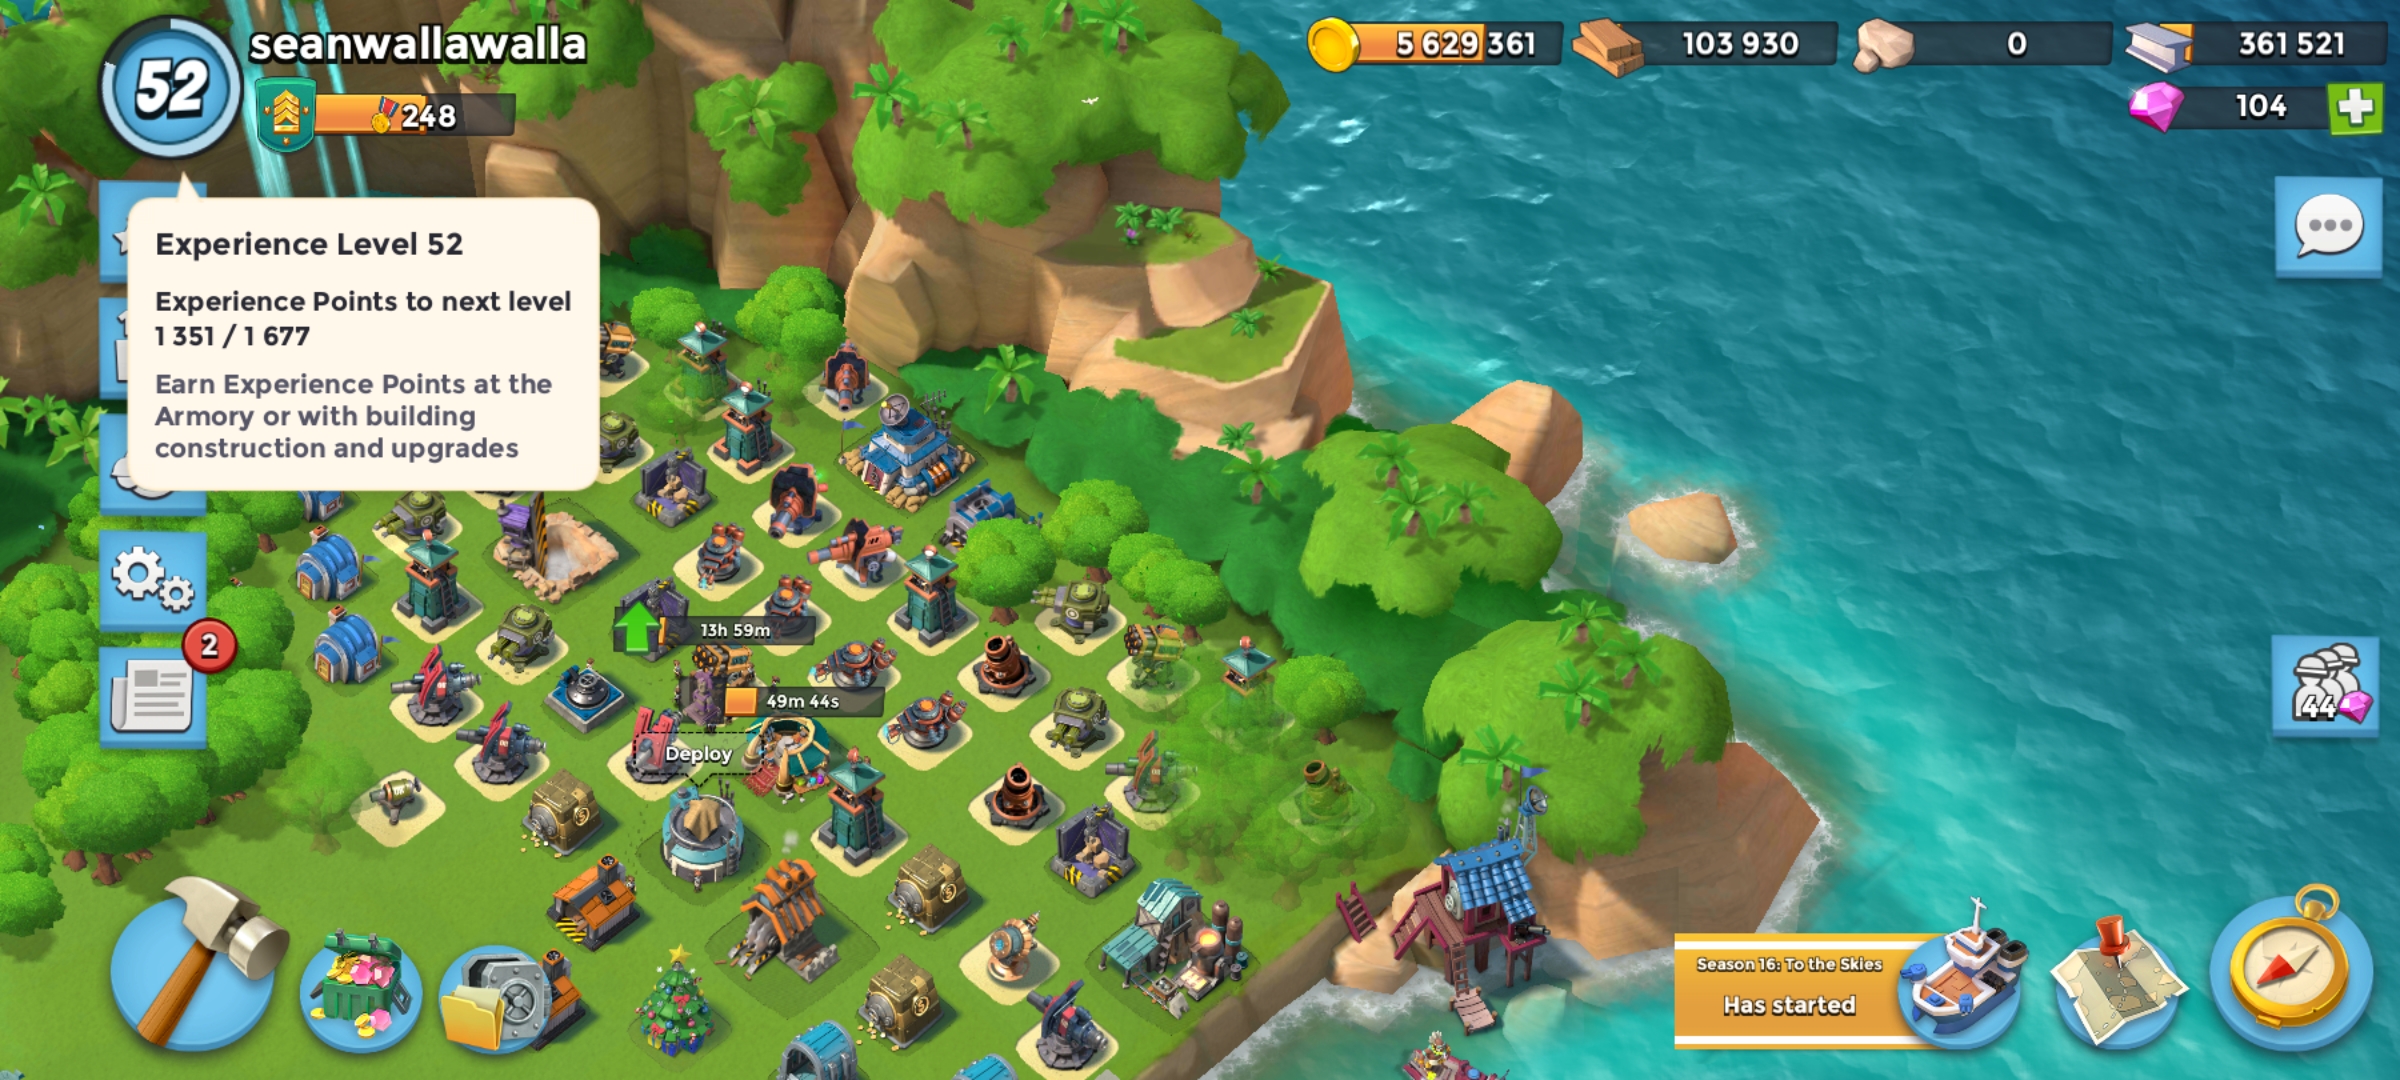 52
seanwallawalla
248
5 629 361
103 930
0
361 521
104
Experience Level 52
Experience Points to next level
1 351 / 1 677
Earn Experience Points at the
Armory or with building
construction and upgrades
2
13h 59m
49m 44s
Deploy
44
Season 16: To the Skies
Has started